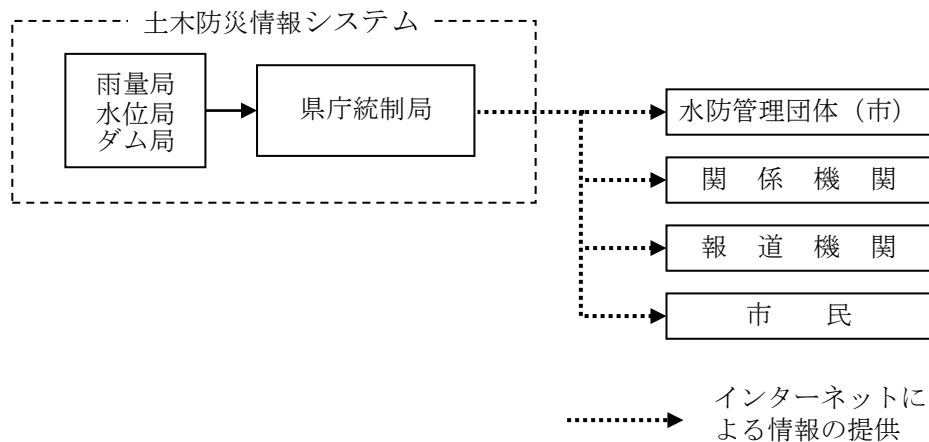 土木防災情報システム
雨量局
水位局
ダム局
県庁統制局
水防管理団体（市）
関係機関
報道機関
市民
インターネットに
よる情報の提供